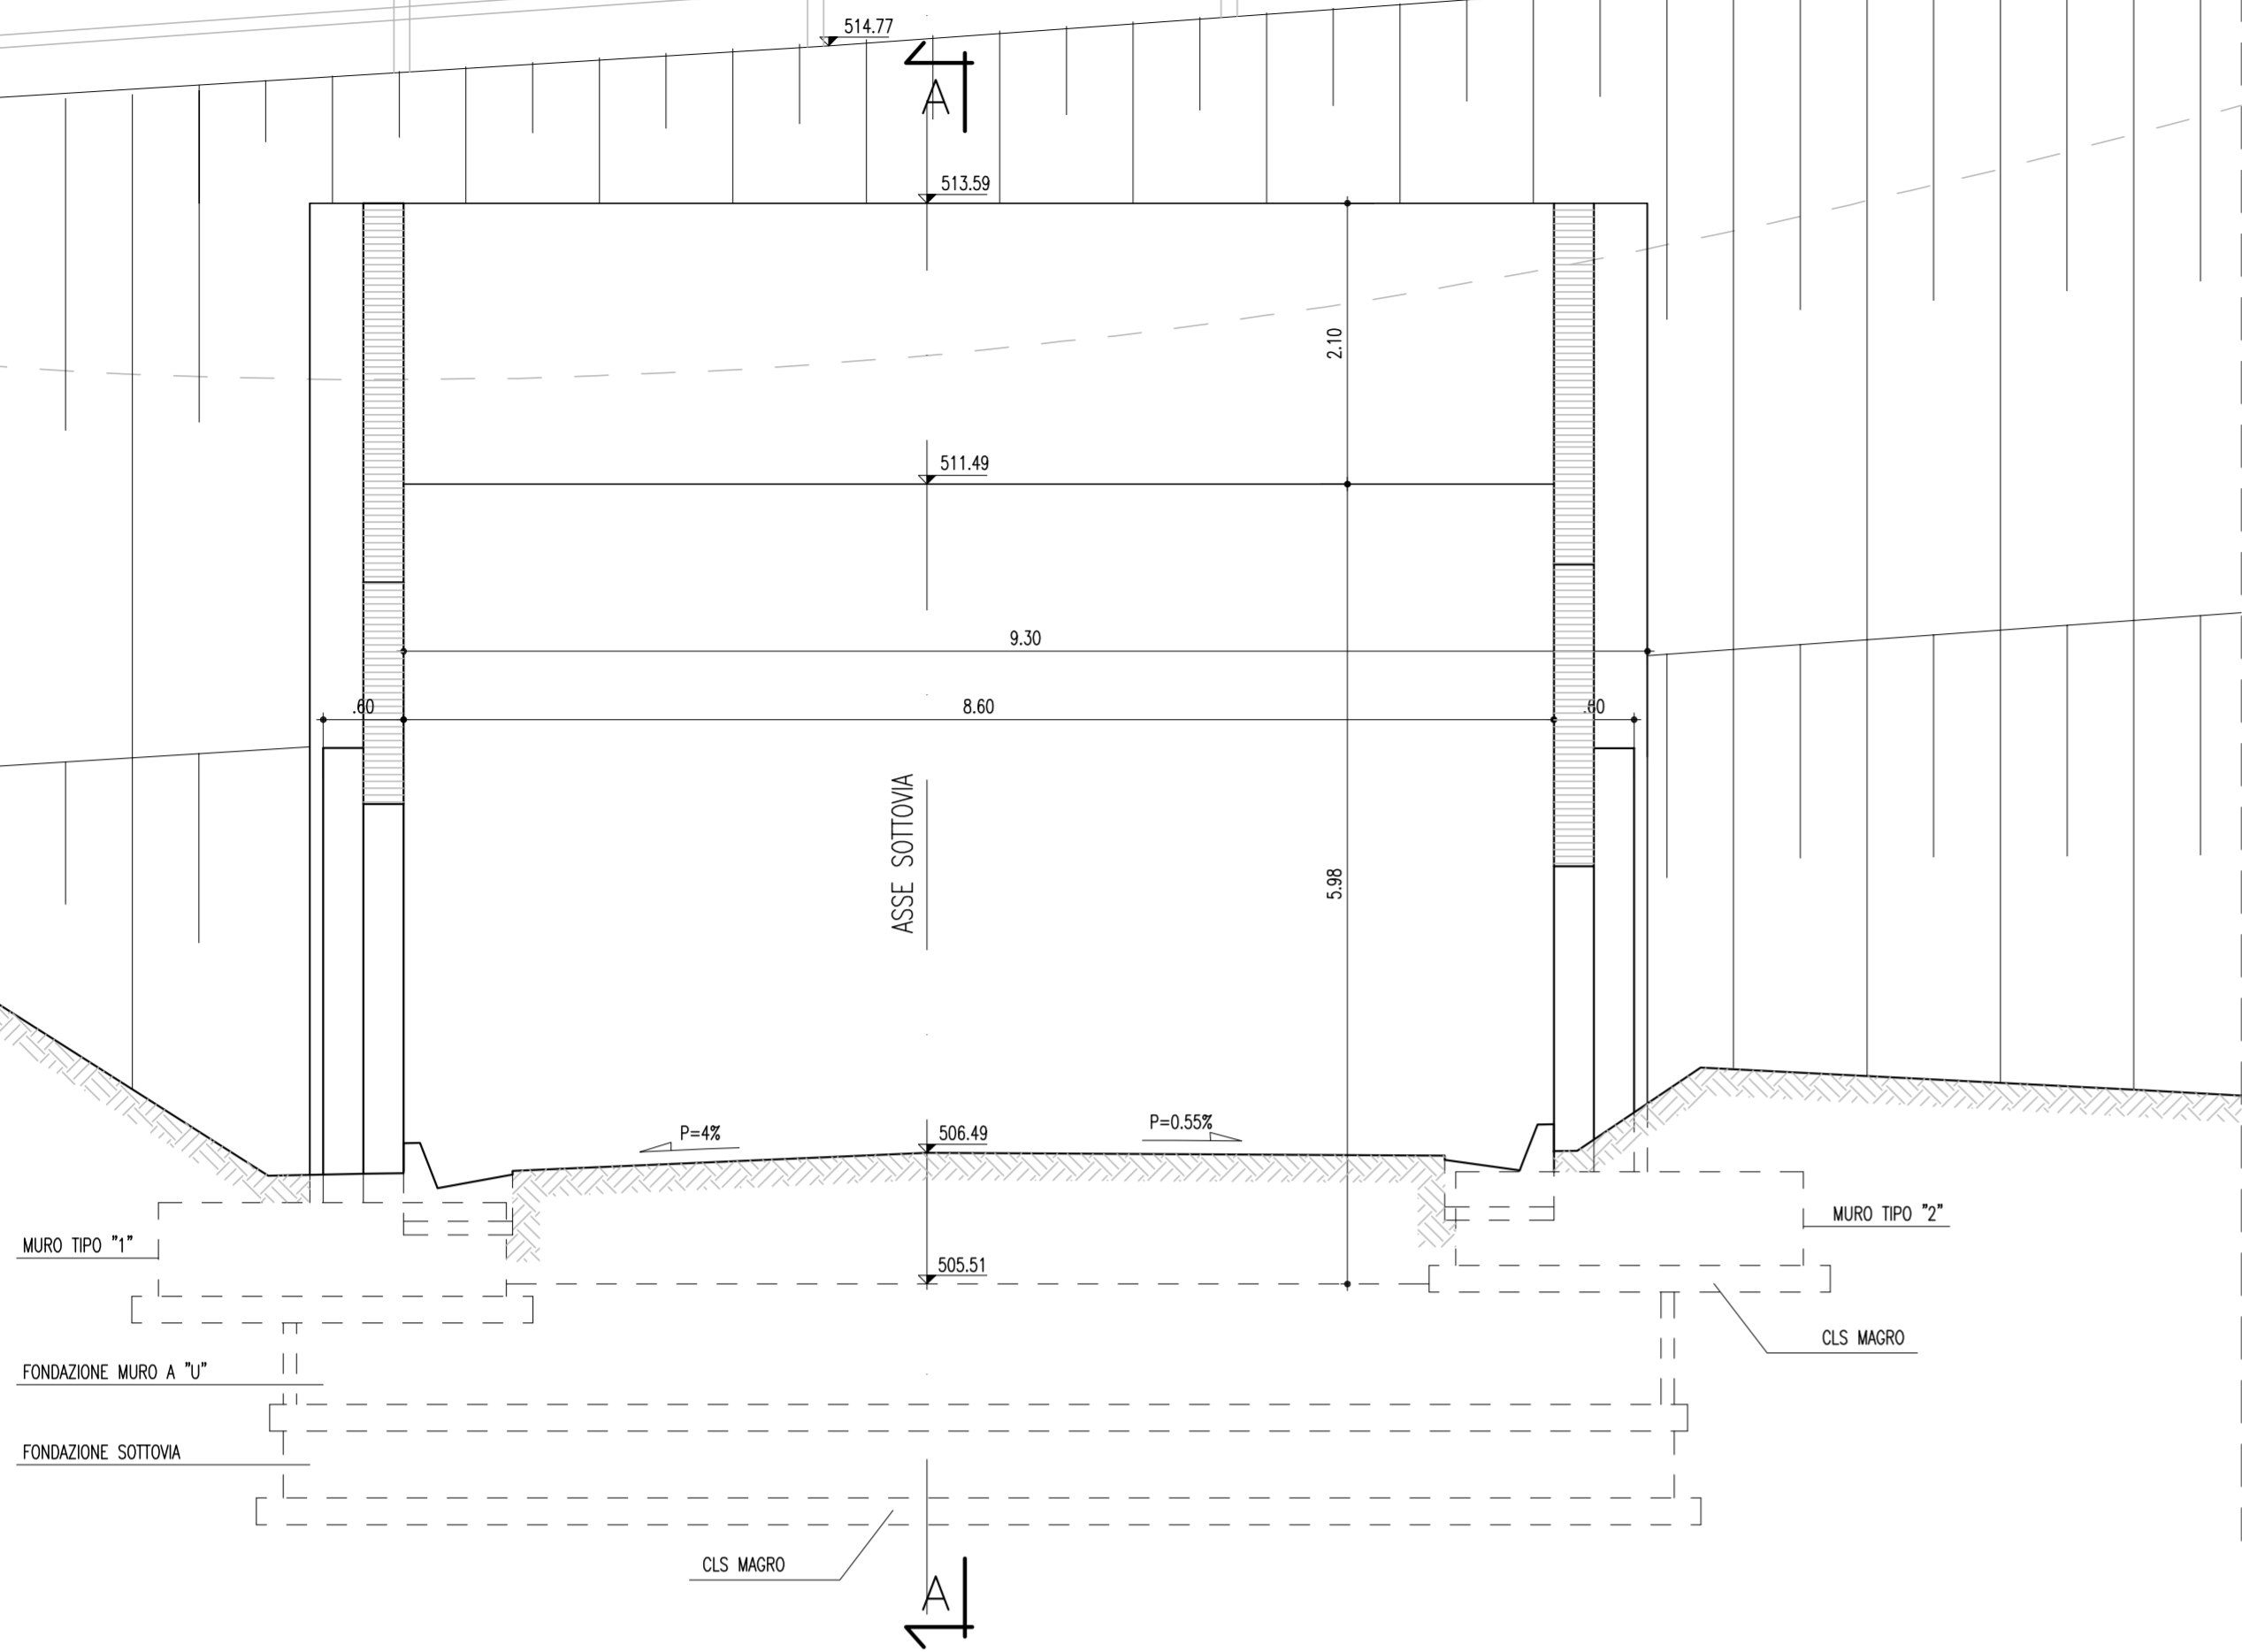 514.77
A
513.59
2.10
511.49
9.30
.60
8.60
.60
ASSE SOTTOVIA
5.98
P=4%
506.49
P=0.55%
MURO TIPO "1"
505.51
MURO TIPO "2"
CLS MAGRO
FONDAZIONE MURO A "U"
FONDAZIONE SOTTOVIA
CLS MAGRO
A